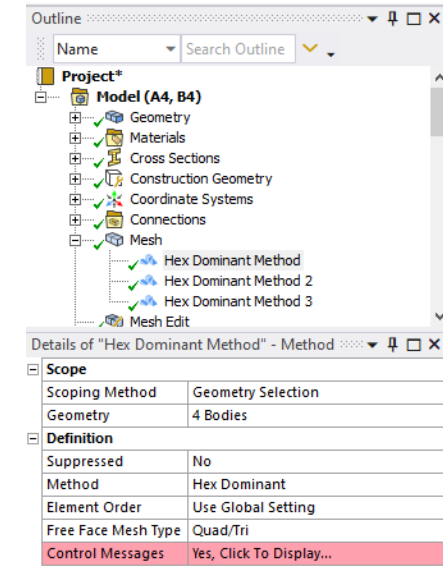 Outline
Name Search Outline
Project*
Model (A4, B4)
Geometry
Materials
Cross Sections
Construction Geometry
Coordinate Systems
Connections
Mesh
Hex Dominant Method
Hex Dominant Method 2
Hex Dominant Method 3
Mesh Edit
Details of "Hex Dominant Method" - Method
Scope
Scoping Method Geometry Selection
Geometry 4 Bodies
Definition
Suppressed No
Method Hex Dominant
Element Order Use Global Setting
Free Face Mesh Type Quad/Tri
Control Messages Yes, Click To Display...